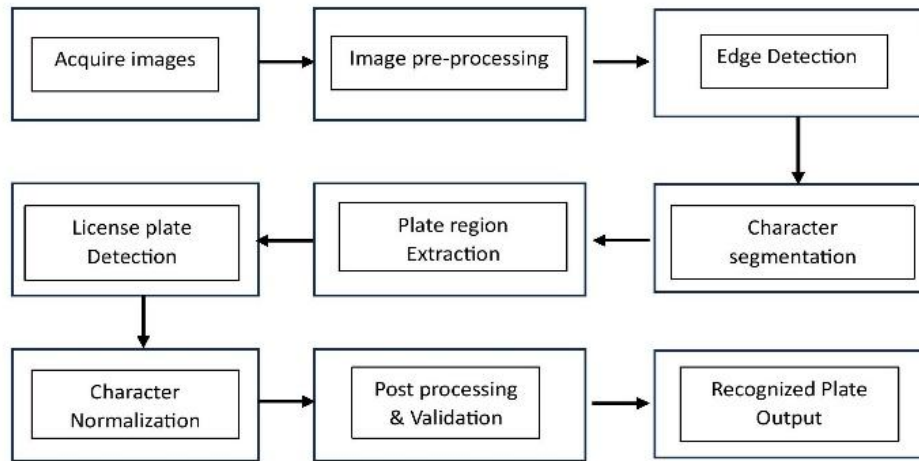 Acquire images
Image pre-processing
Edge Detection
Character
segmentation
Plate region
Extraction
License plate
Detection
Character
Normalization
Post processing
& Validation
Recognized Plate
Output